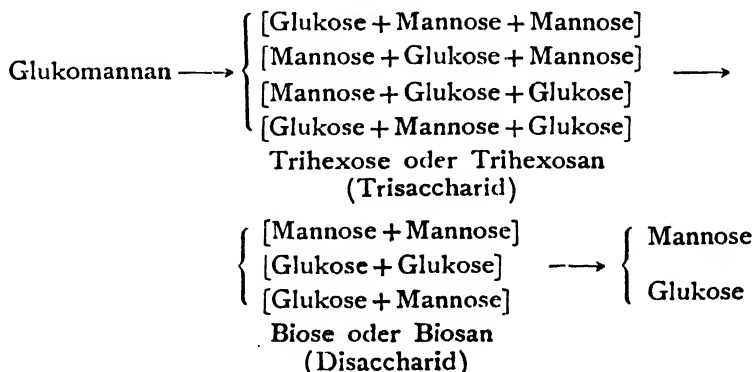 [Glukose + Mannose + Mannose]
[Mannose + Glukose + Mannose]
Glukomannan ⟶
[Mannose + Glukose + Glukose]
⟶
[Glukose + Mannose + Glukose]
Trihexose oder Trihexosan
(Trisaccharid)
[Mannose + Mannose]
[Glukose + Glukose]
[Glukose + Mannose]
⟶
Mannose
Glukose
Biose oder Biosan
(Disaccharid)